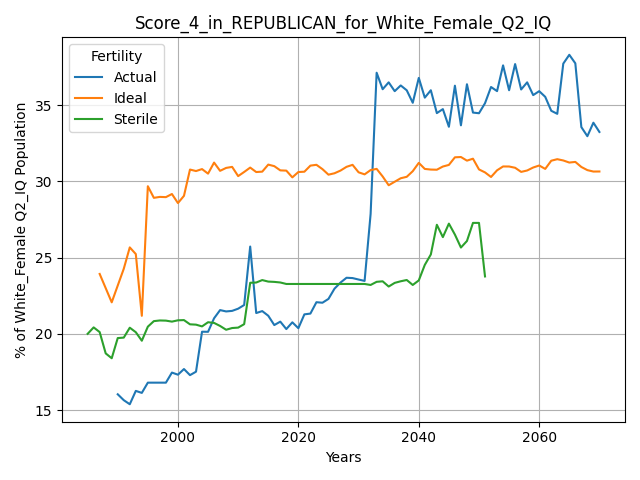 Score_4_in_REPUBLICAN_for_White_Female_Q2_IQ
Fertility
Actual
Ideal
Sterile
% of White_Female Q2_IQ Population
35
30
25
20
15
2000
2020
2040
2060
Years